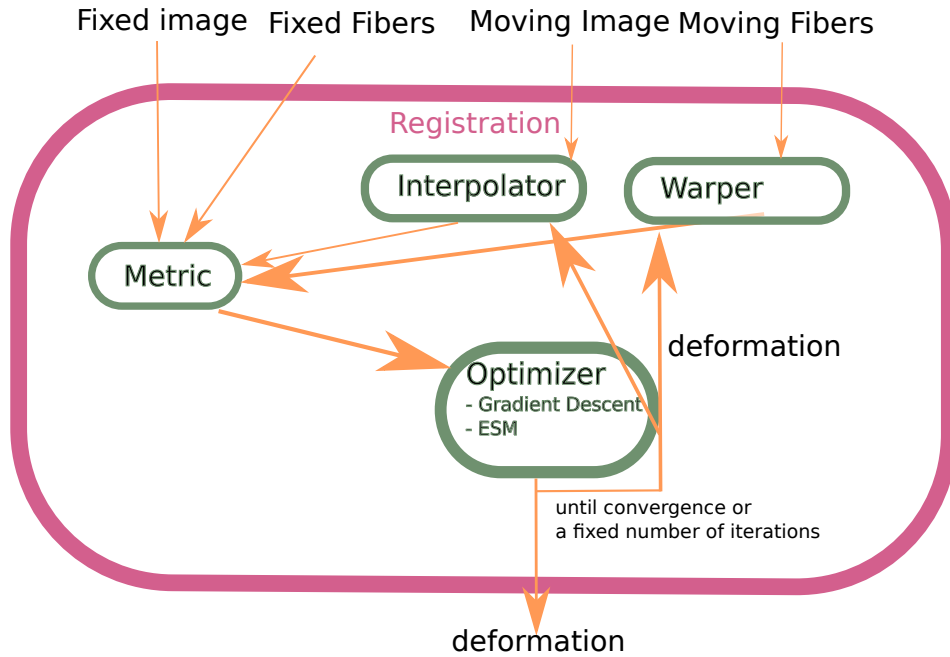 Fixed image
Fixed Fibers
Moving Image
Moving Fibers
Registration
Interpolator
Warper
Metric
deformation
Optimizer
- Gradient Descent
- ESM
until convergence or
a fixed number of iterations
deformation